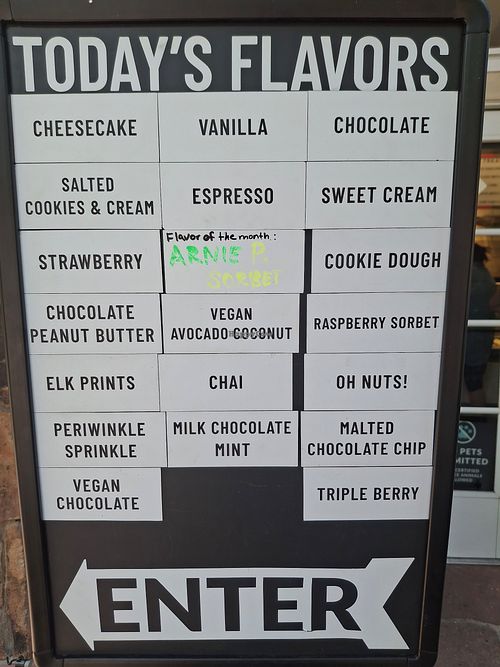 TODAY'S FLAVORS
CHEESECAKE
VANILLA
CHOCOLATE
SALTED
COOKIES & CREAM
ESPRESSO
SWEET CREAM
STRAWBERRY
Flavor of the month:
ARNIE P.
SORBET
COOKIE DOUGH
CHOCOLATE
PEANUT BUTTER
VEGAN
AVOCADO COCONUT
RASPBERRY SORBET
ELK PRINTS
CHAI
OH NUTS!
PERIWINKLE
SPRINKLE
MILK CHOCOLATE
MINT
MALTED
CHOCOLATE CHIP
VEGAN
CHOCOLATE
TRIPLE BERRY
ENTER
PETS
MITTED